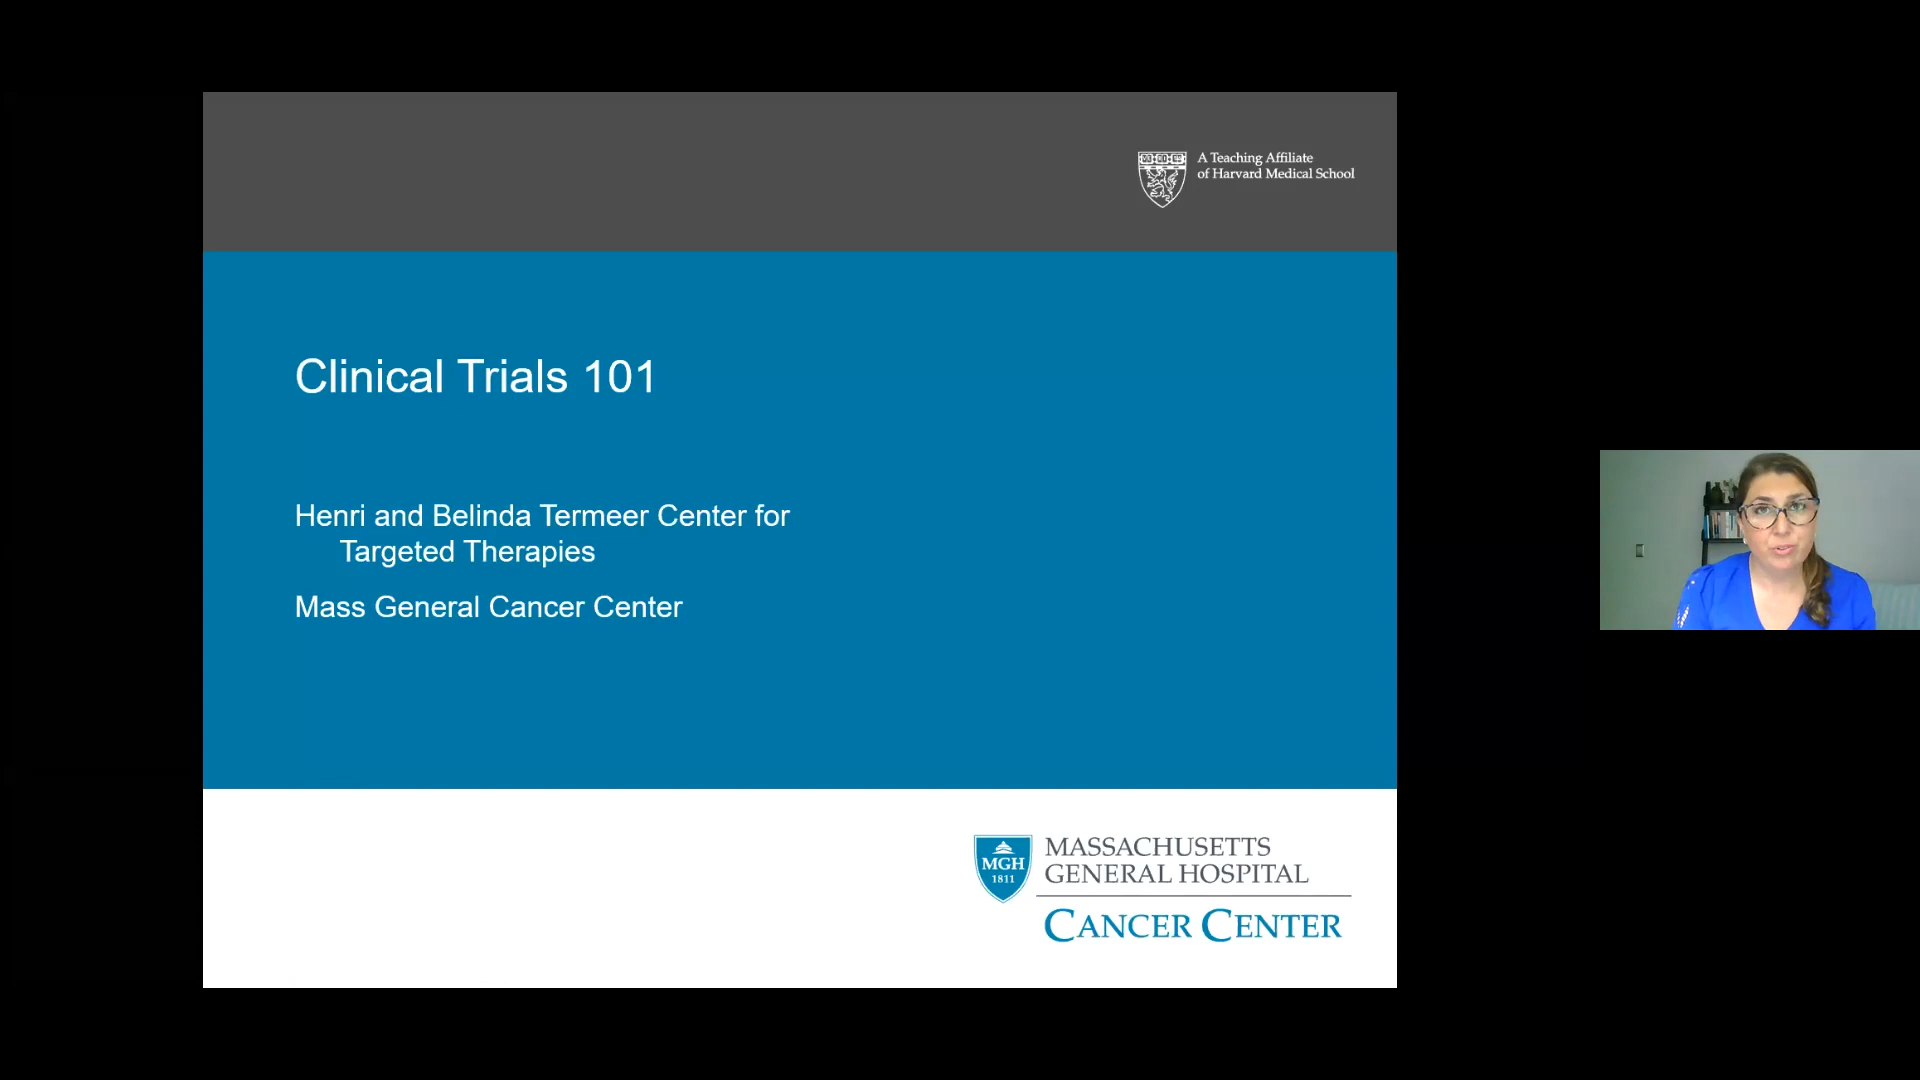 A Teaching Affiliate
of Harvard Medical School
Clinical Trials 101
Henri and Belinda Termeer Center for
Targeted Therapies
Mass General Cancer Center
MGH
1811
MASSACHUSETTS
GENERAL HOSPITAL
CANCER CENTER